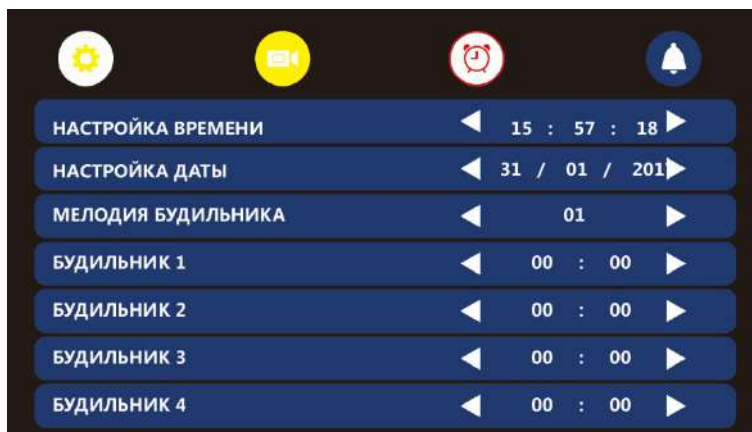 НАСТРОЙКА ВРЕМЕНИ 15 : 57 : 18
НАСТРОЙКА ДАТЫ 31 / 01 / 201
МЕЛОДИЯ БУДИЛЬНИКА 01
БУДИЛЬНИК 1 00 : 00
БУДИЛЬНИК 2 00 : 00
БУДИЛЬНИК 3 00 : 00
БУДИЛЬНИК 4 00 : 00